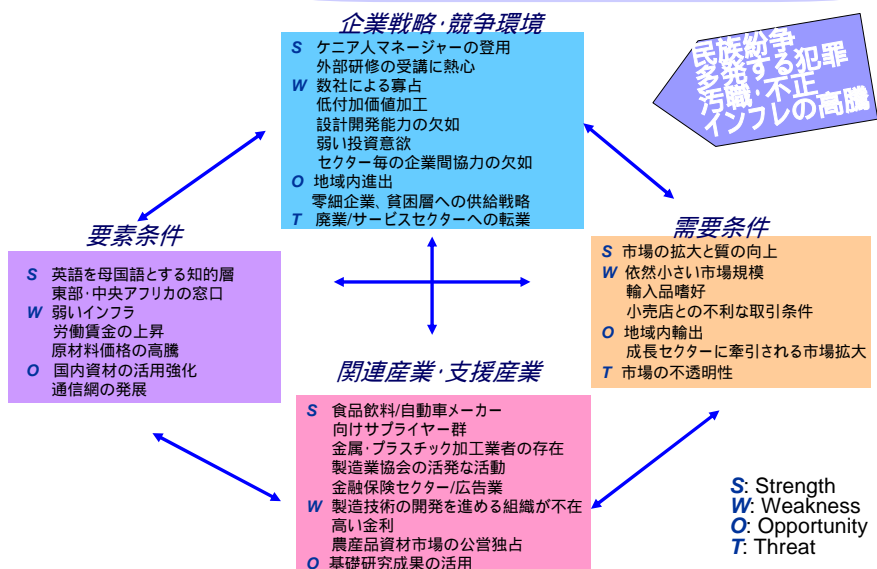 企業戦略・競争環境
S ケニア人マネージャーの登用
外部研修の受講に熱心
W 数社による寡占
低付加価値加工
設計開発能力の欠如
弱い投資意欲
セクター毎の企業間協力の欠如
O 地域内進出
零細企業、貧困層への供給戦略
T 廃業/サービスセクターへの転業
民族紛争
多発する犯罪
汚職・不正
インフレの高騰
要素条件
S 英語を母国語とする知的層
東部・中央アフリカの窓口
W 弱いインフラ
労働賃金の上昇
原材料価格の高騰
O 国内資材の活用強化
通信網の発展
需要条件
S 市場の拡大と質の向上
W 依然小さい市場規模
輸入品嗜好
小売店との不利な取引条件
O 地域内輸出
成長セクターに牽引される市場拡大
T 市場の不透明性
関連産業・支援産業
S 食品飲料/自動車メーカー
向けサプライヤー群
金属・プラスチック加工業者の存在
製造業協会の活発な活動
金融保険セクター/広告業
W 製造技術の開発を進める組織が不在
高い金利
農産品資材市場の公営独占
O 基礎研究成果の活用
S: Strength
W: Weakness
O: Opportunity
T: Threat